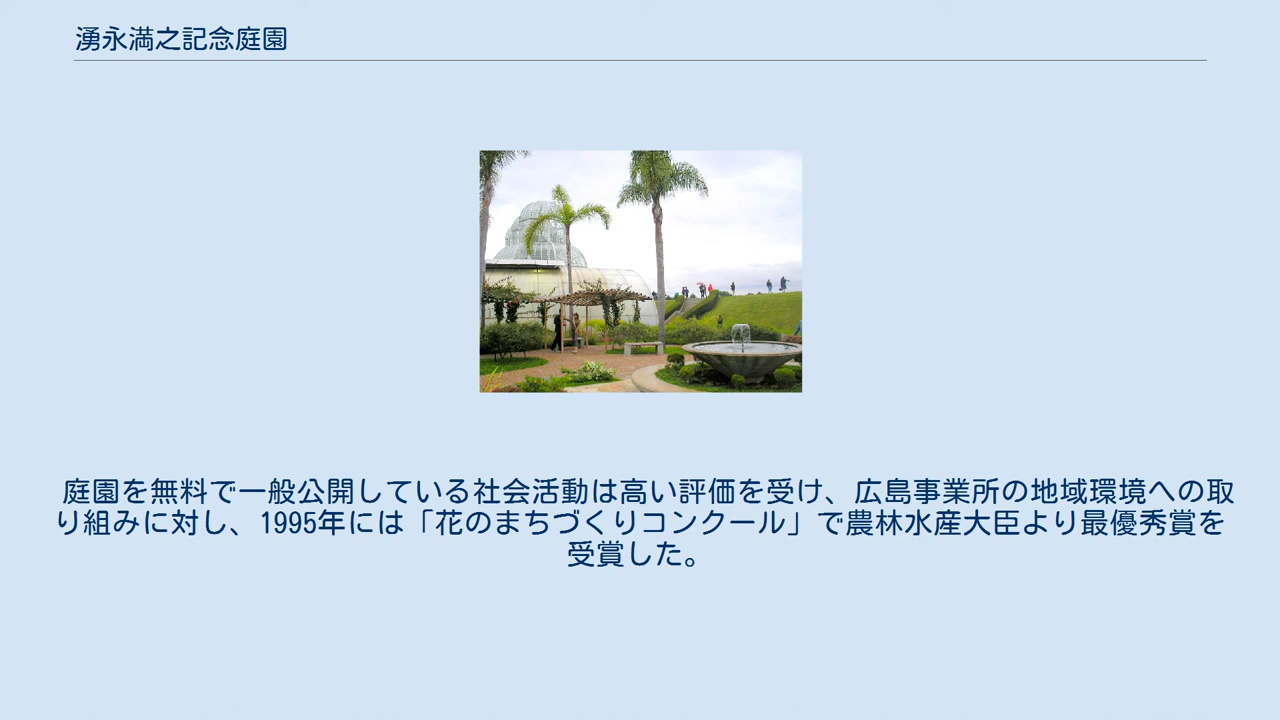 湧永満之記念庭園
庭園を無料で一般公開している社会活動は高い評価を受け、広島事業所の地域環境への取
り組みに対し、1995年には「花のまちづくりコンクール」で農林水産大臣より最優秀賞を
受賞した。